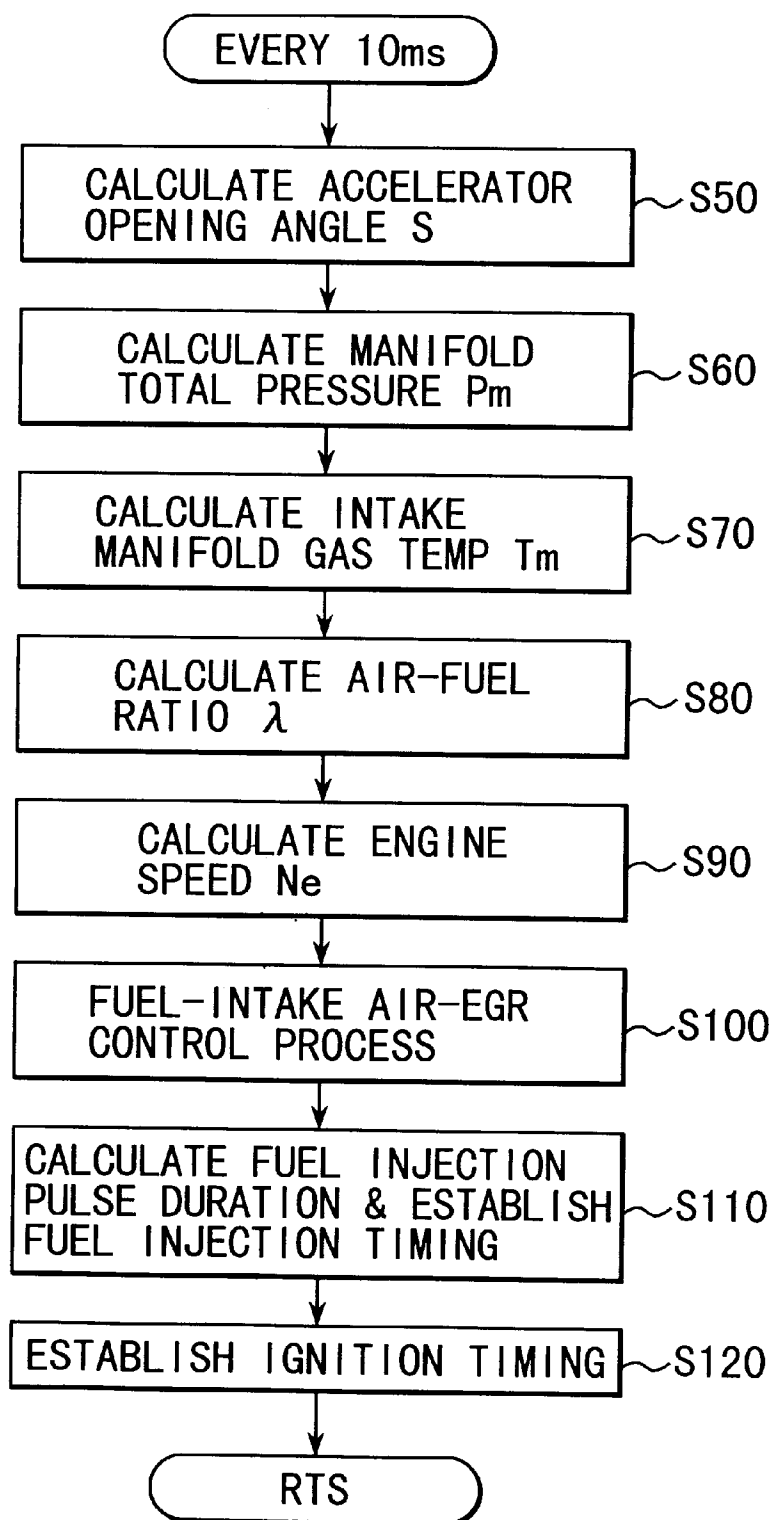 EVERY 10ms
CALCULATE ACCELERATOR
OPENING ANGLE S
S50
CALCULATE MANIFOLD
TOTAL PRESSURE Pm
S60
CALCULATE INTAKE
MANIFOLD GAS TEMP Tm
S70
CALCULATE AIR-FUEL
RATIO λ
S80
CALCULATE ENGINE
SPEED Ne
S90
FUEL-INTAKE AIR-EGR
CONTROL PROCESS
S100
CALCULATE FUEL INJECTION
PULSE DURATION & ESTABLISH
FUEL INJECTION TIMING
S110
ESTABLISH IGNITION TIMING
S120
RTS